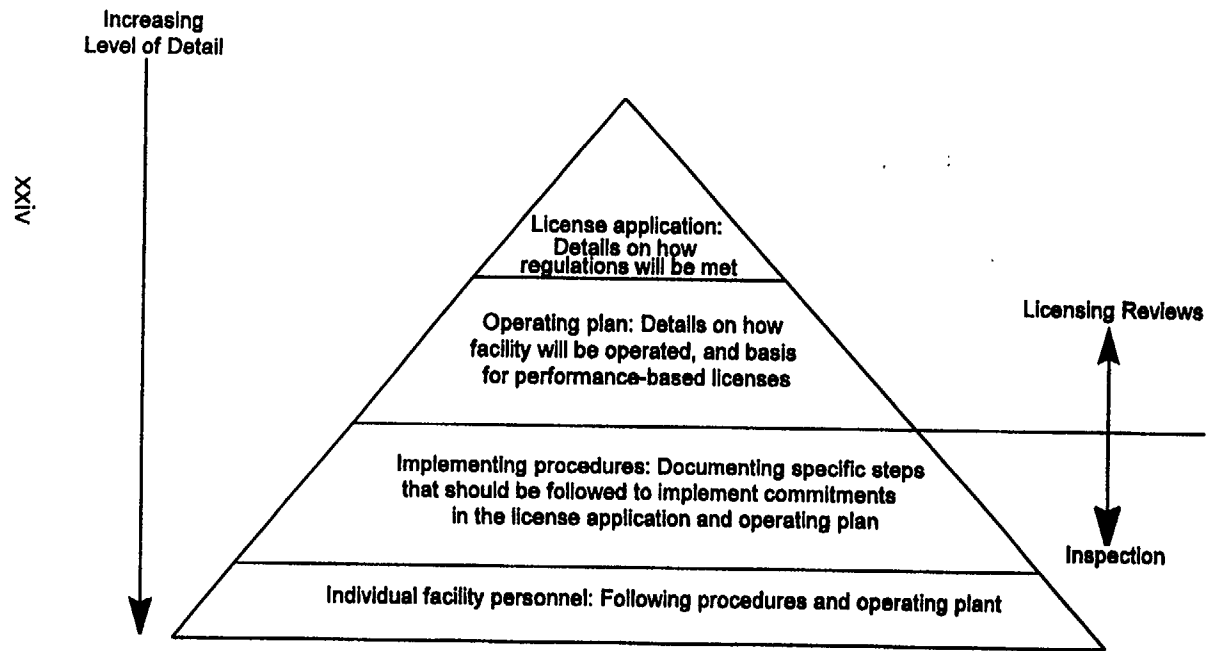 Increasing
Level of Detail
xxiv
License application:
Details on how
regulations will be met
Operating plan: Details on how
facility will be operated, and basis
for performance-based licenses
Licensing Reviews
Implementing procedures: Documenting specific steps
that should be followed to implement commitments
in the license application and operating plan
Inspection
Individual facility personnel: Following procedures and operating plant